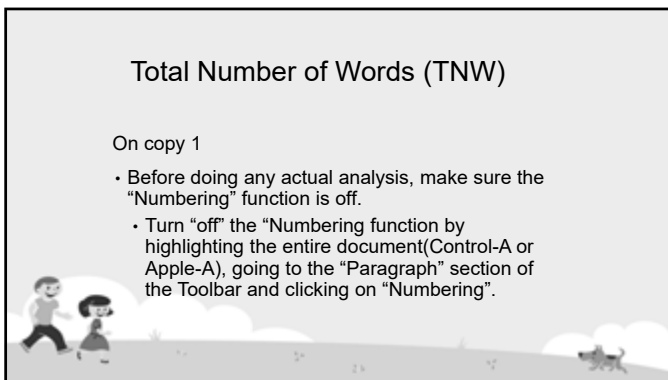 Total Number of Words (TNW)
On copy 1
• Before doing any actual analysis, make sure the
“Numbering” function is off.
• Turn “off” the “Numbering function by
highlighting the entire document(Control-A or
Apple-A), going to the “Paragraph” section of
the Toolbar and clicking on “Numbering”.